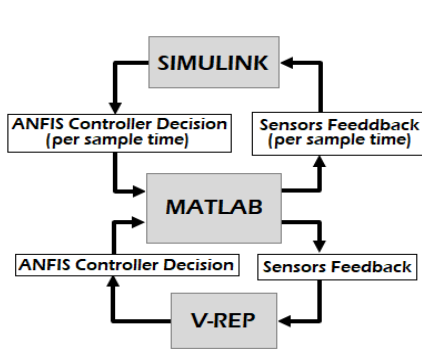 SIMULINK
ANFIS Controller Decision
(per sample time)
Sensors Feeddback
(per sample time)
MATLAB
ANFIS Controller Decision
Sensors Feedback
V-REP